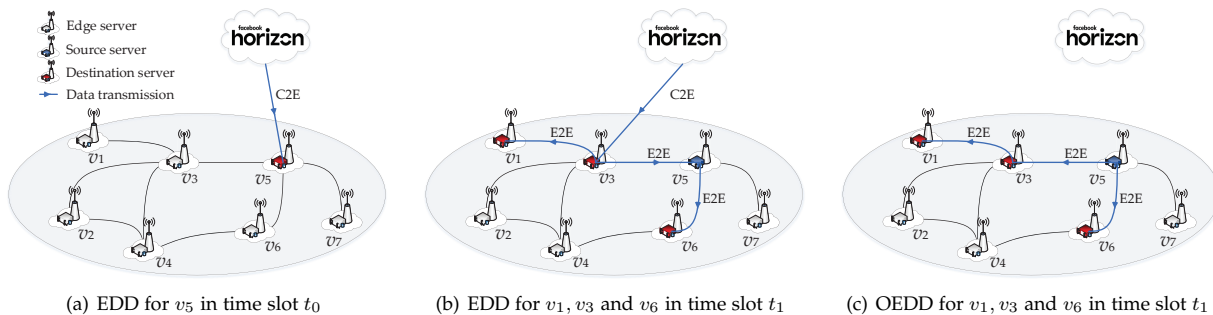 Edge server
Source server
Destination server
Data transmission
facebook
horizon
C2E
v1
v3
v5
v2
v4
v6
v7
(a) EDD for v5 in time slot t0
facebook
horizon
C2E
E2E
E2E
E2E
v1
v3
v5
v2
v4
v6
v7
(b) EDD for v1, v3 and v6 in time slot t1
facebook
horizon
E2E
E2E
E2E
v1
v3
v5
v2
v4
v6
v7
(c) OEDD for v1, v3 and v6 in time slot t1